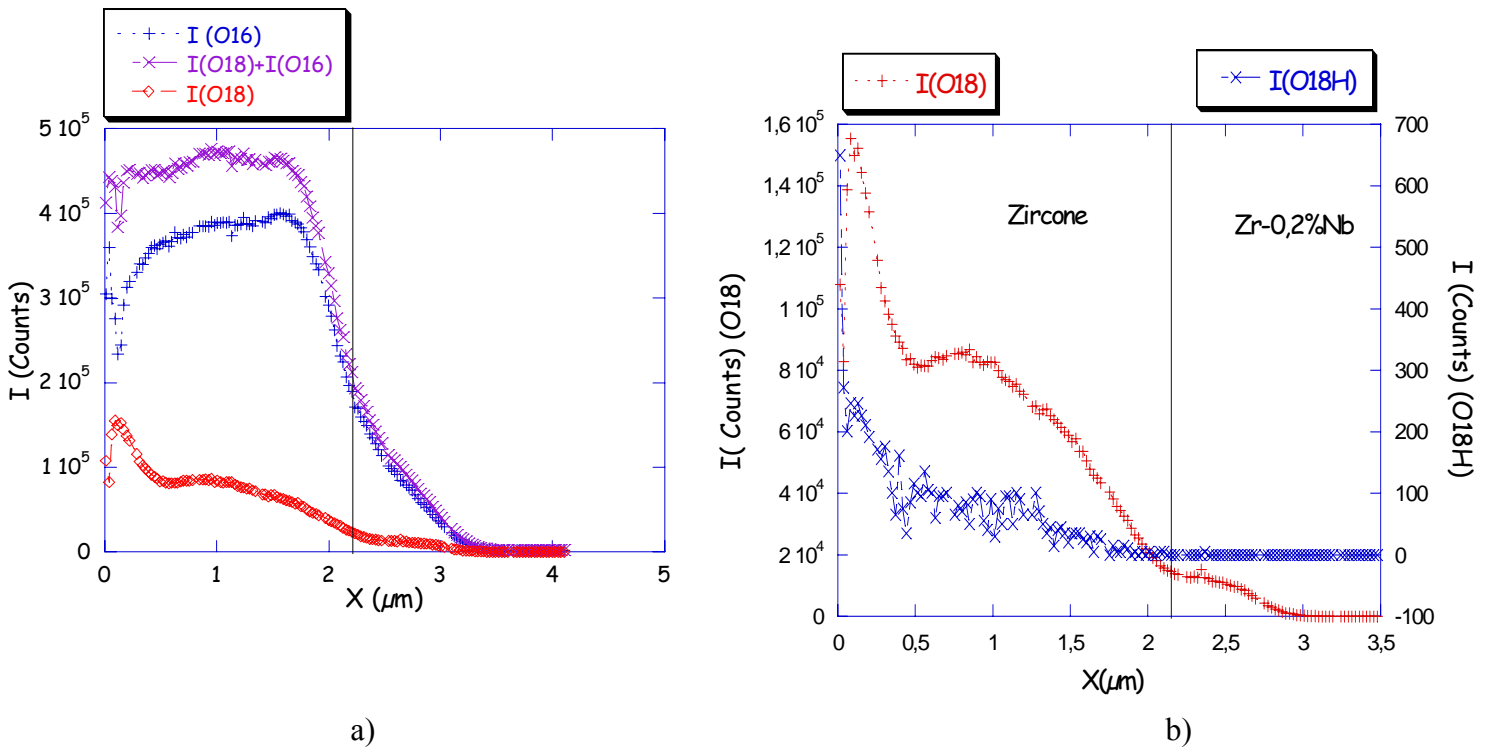 I (O16)
I(O18)+I(O16)
I(O18)
I (Counts)
5 10⁵
4 10⁵
3 10⁵
2 10⁵
1 10⁵
0
0 1 2 3 4 5
X (µm)
a)
I(O18)
I(O18H)
I( Counts) (O18)
1,6 10⁵
1,4 10⁵
1,2 10⁵
1 10⁵
8 10⁴
6 10⁴
4 10⁴
2 10⁴
0
Zircone
Zr-0,2%Nb
700
600
500
400
300
200
100
0
-100
I (Counts) (O18H)
0 0,5 1 1,5 2 2,5 3 3,5
X(µm)
b)